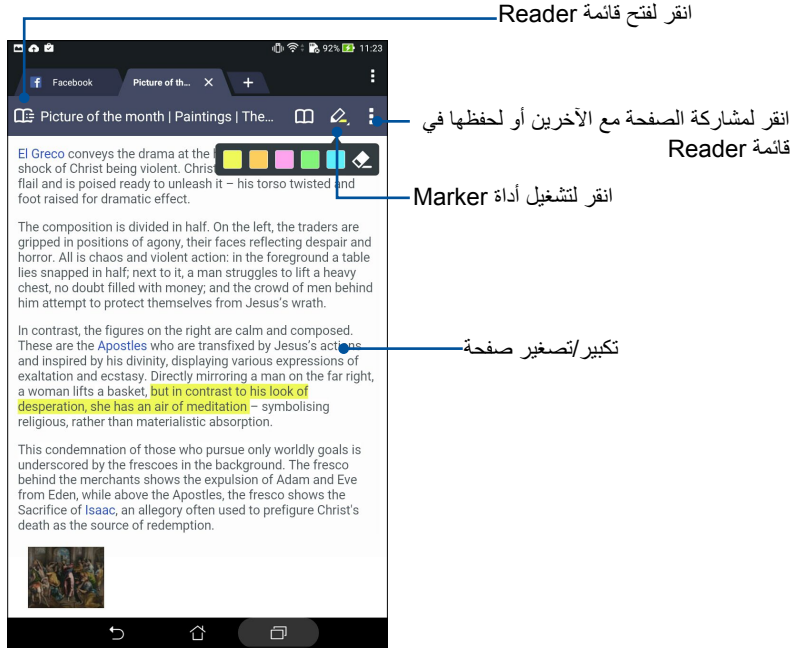 انقر لفتح قائمة Reader
92% 11:23
Facebook Picture of th...
Picture of the month | Paintings | The...
انقر لمشاركة الصفحة مع الآخرين أو لحفظها في
قائمة Reader
El Greco conveys the drama at the
shock of Christ being violent. Christ
flail and is poised ready to unleash it – his torso twisted and
foot raised for dramatic effect.
انقر لتشغيل أداة Marker
The composition is divided in half. On the left, the traders are
gripped in positions of agony, their faces reflecting despair and
horror. All is chaos and violent action: in the foreground a table
lies snapped in half; next to it, a man struggles to lift a heavy
chest, no doubt filled with money; and the crowd of men behind
him attempt to protect themselves from Jesus's wrath.
In contrast, the figures on the right are calm and composed.
These are the Apostles who are transfixed by Jesus's actions
تكبير/تصغير صفحة
and inspired by his divinity, displaying various expressions of
exaltation and ecstasy. Directly mirroring a man on the far right,
a woman lifts a basket, but in contrast to his look of
desperation, she has an air of meditation – symbolising
religious, rather than materialistic absorption.
This condemnation of those who pursue only worldly goals is
underscored by the frescoes in the background. The fresco
behind the merchants shows the expulsion of Adam and Eve
from Eden, while above the Apostles, the fresco shows the
Sacrifice of Isaac, an allegory often used to prefigure Christ's
death as the source of redemption.